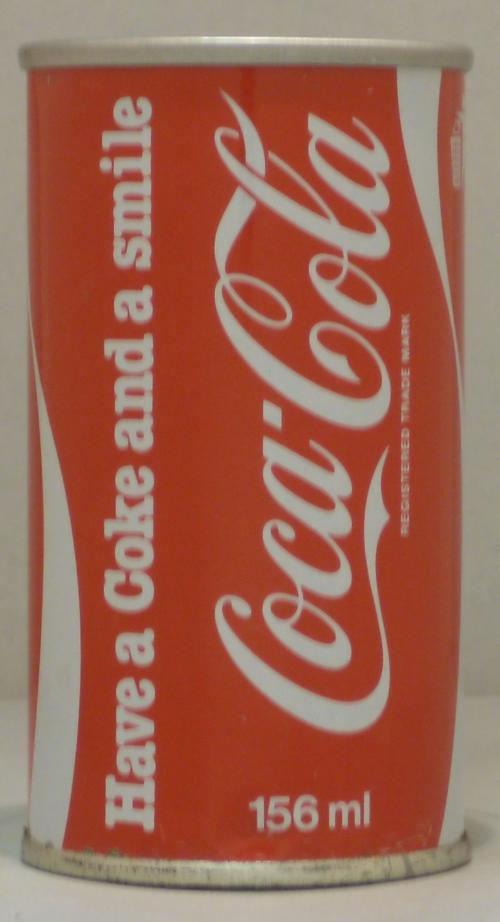 Have a Coke and a smile
Coca-Cola
REGISTERED TRADE MARK
156 ml